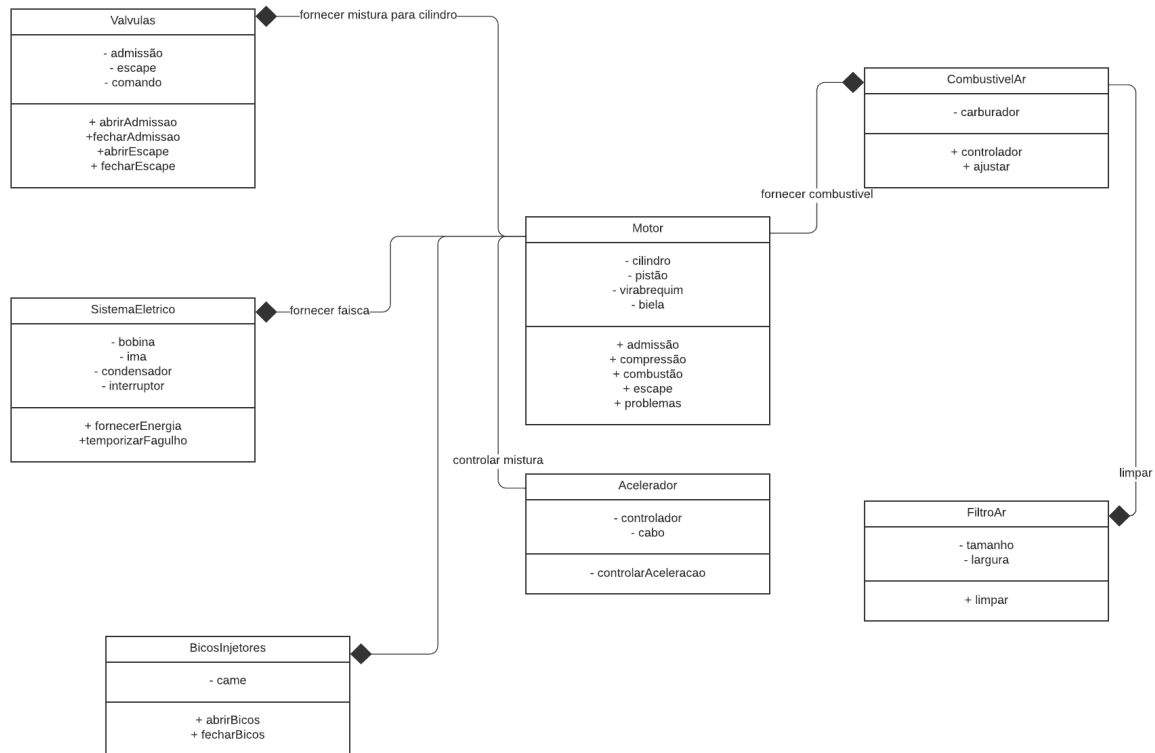 Valvulas
- admissão
- escape
- comando
+ abrirAdmissao
+fecharAdmissao
+abrirEscape
+ fecharEscape
fornecer mistura para cilindro
CombustivelAr
- carburador
+ controlador
+ ajustar
fornecer combustivel
Motor
- cilindro
- pistão
- virabrequim
- biela
+ admissão
+ compressão
+ combustão
+ escape
+ problemas
SistemaEletrico
- bobina
- ima
- condensador
- interruptor
+ fornecerEnergia
+temporizarFagulho
fornecer faisca
controlar mistura
Acelerador
- controlador
- cabo
- controlarAceleracao
limpar
FiltroAr
- tamanho
- largura
+ limpar
BicosInjetores
- came
+ abrirBicos
+ fecharBicos